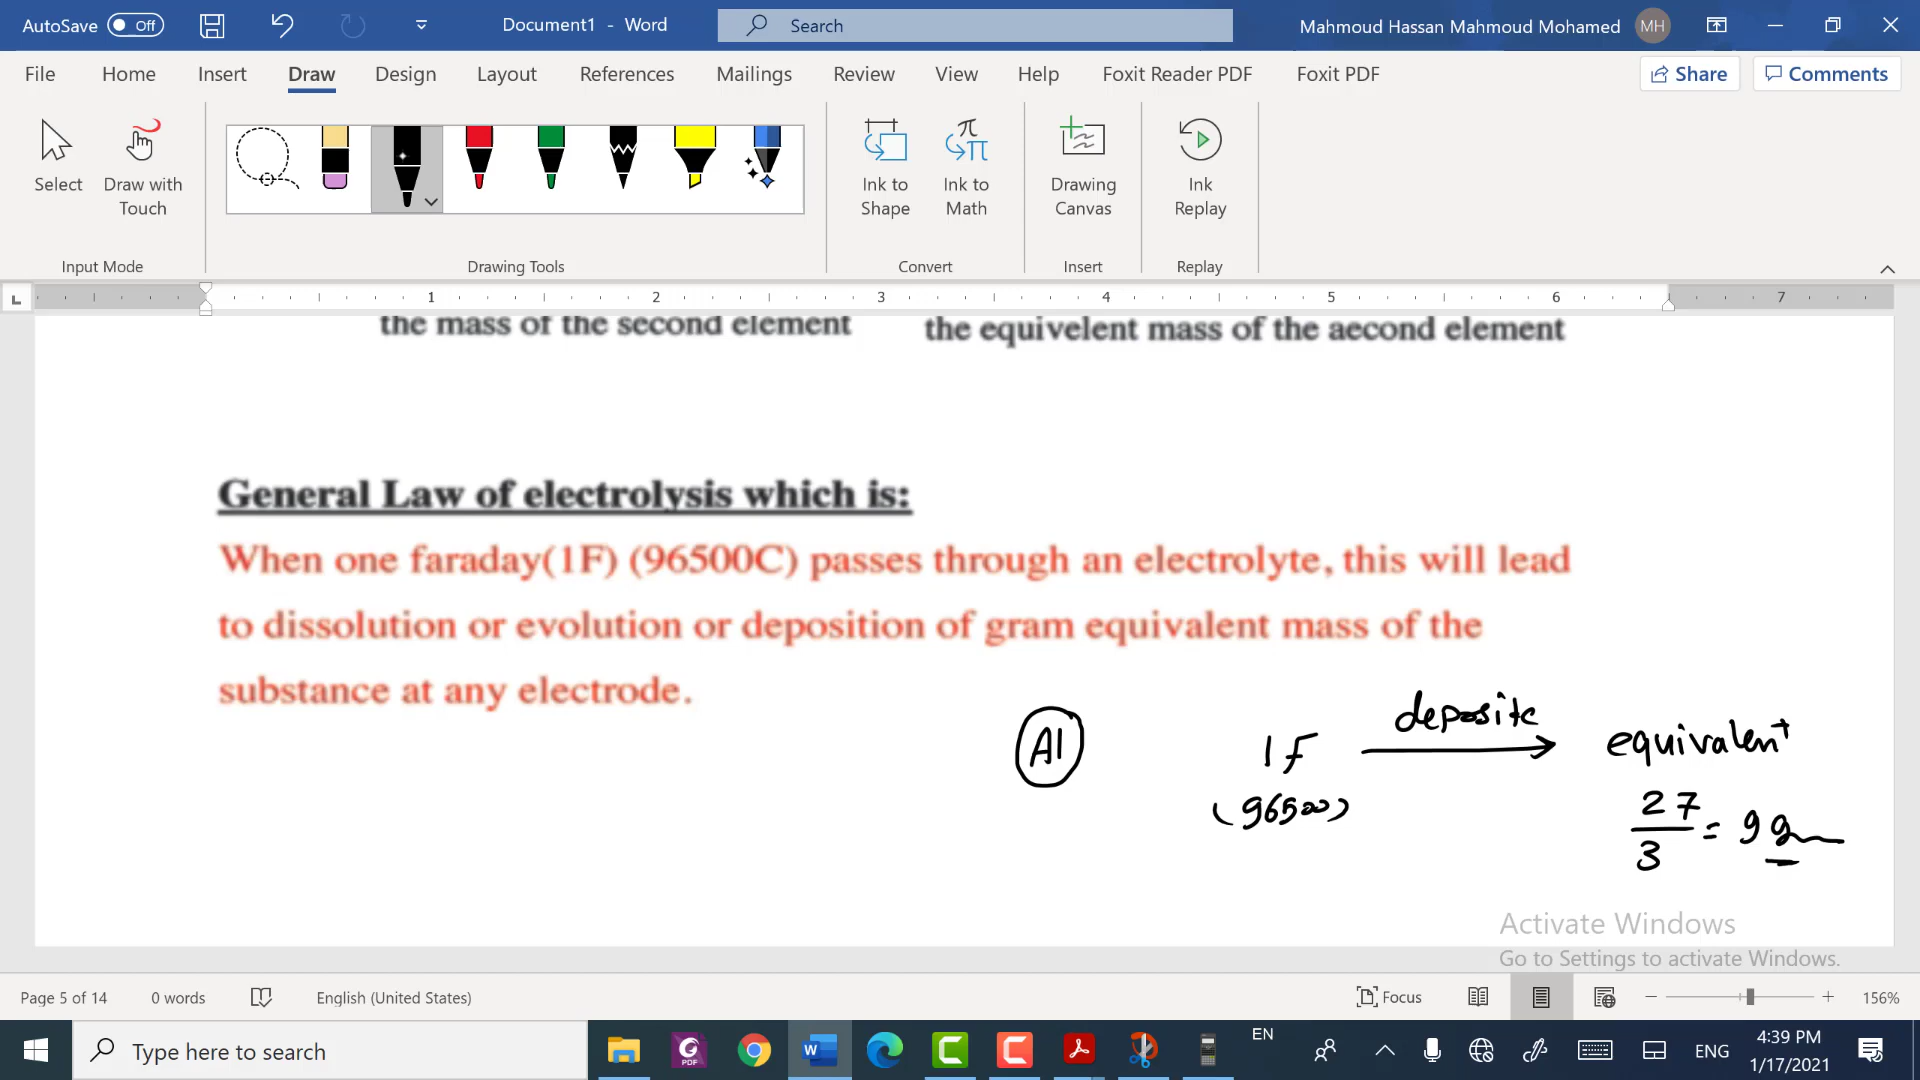 AutoSave Off Document1 - Word Search Mahmoud Hassan Mahmoud Mohamed MH
File Home Insert Draw Design Layout References Mailings Review View Help Foxit Reader PDF Foxit PDF Share Comments
Select Draw with Touch Ink to Shape Ink to Math Drawing Canvas Ink Replay
Input Mode Drawing Tools Convert Insert Replay
1 2 3 4 5 6 7
the mass of the second element the equivelent mass of the aecond element
General Law of electrolysis which is:
When one faraday(1F) (96500C) passes through an electrolyte, this will lead
to dissolution or evolution or deposition of gram equivalent mass of the
substance at any electrode.
Al 1F deposite equivalent
(96500) 27/3 = 9gm
Activate Windows
Go to Settings to activate Windows.
Page 5 of 14 0 words English (United States) Focus 156%
Type here to search EN ENG 4:39 PM
1/17/2021